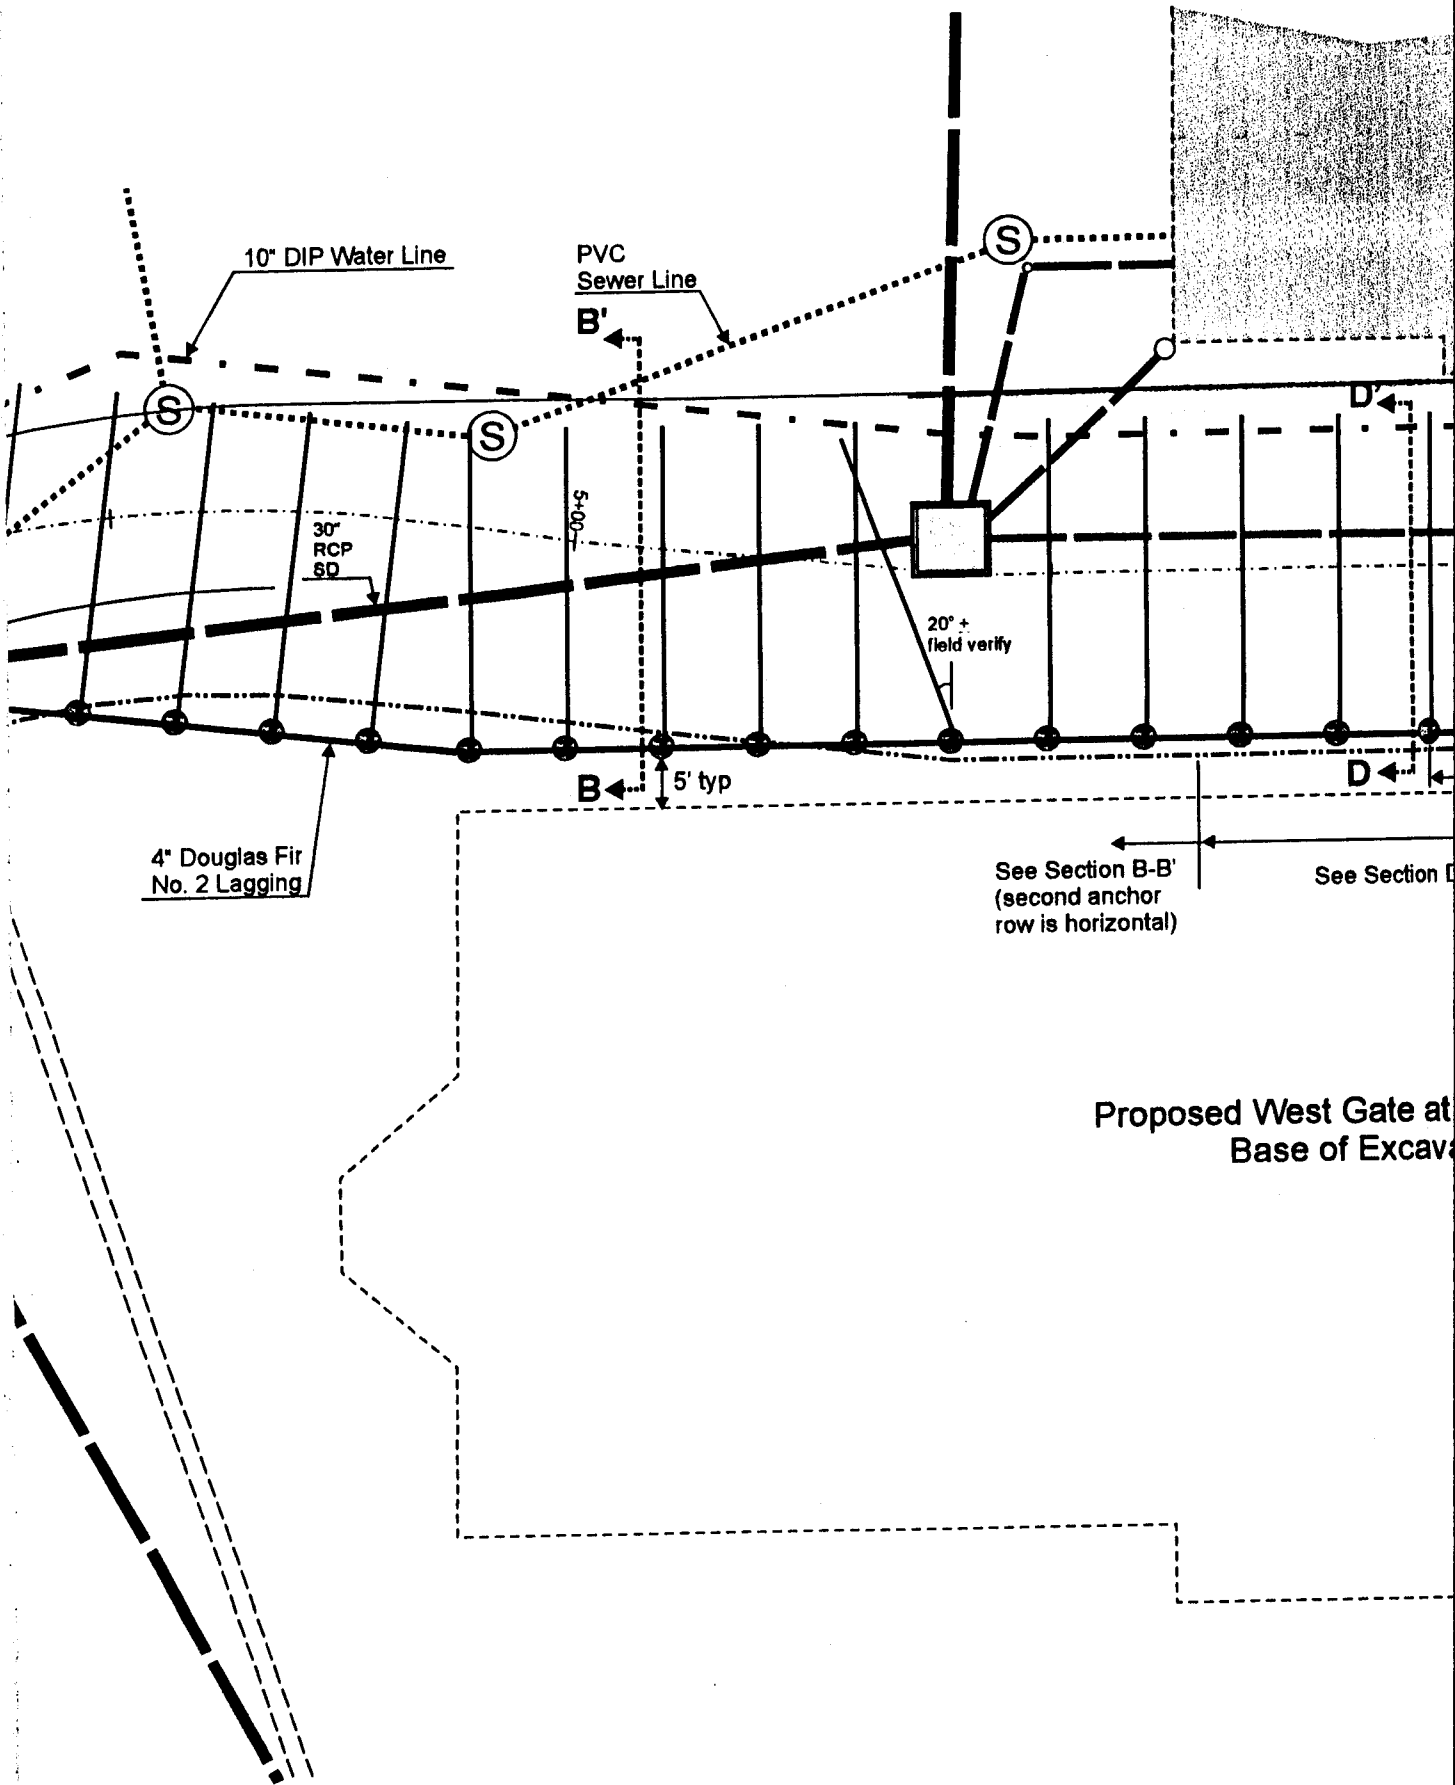 10" DIP Water Line
PVC
Sewer Line
S
B'
D'
S
S
5+00
30"
RCP
SD
20° ±
field verify
B
5' typ
D
4" Douglas Fir
No. 2 Lagging
See Section B-B'
(second anchor
row is horizontal)
See Section
Proposed West Gate at
Base of Excava